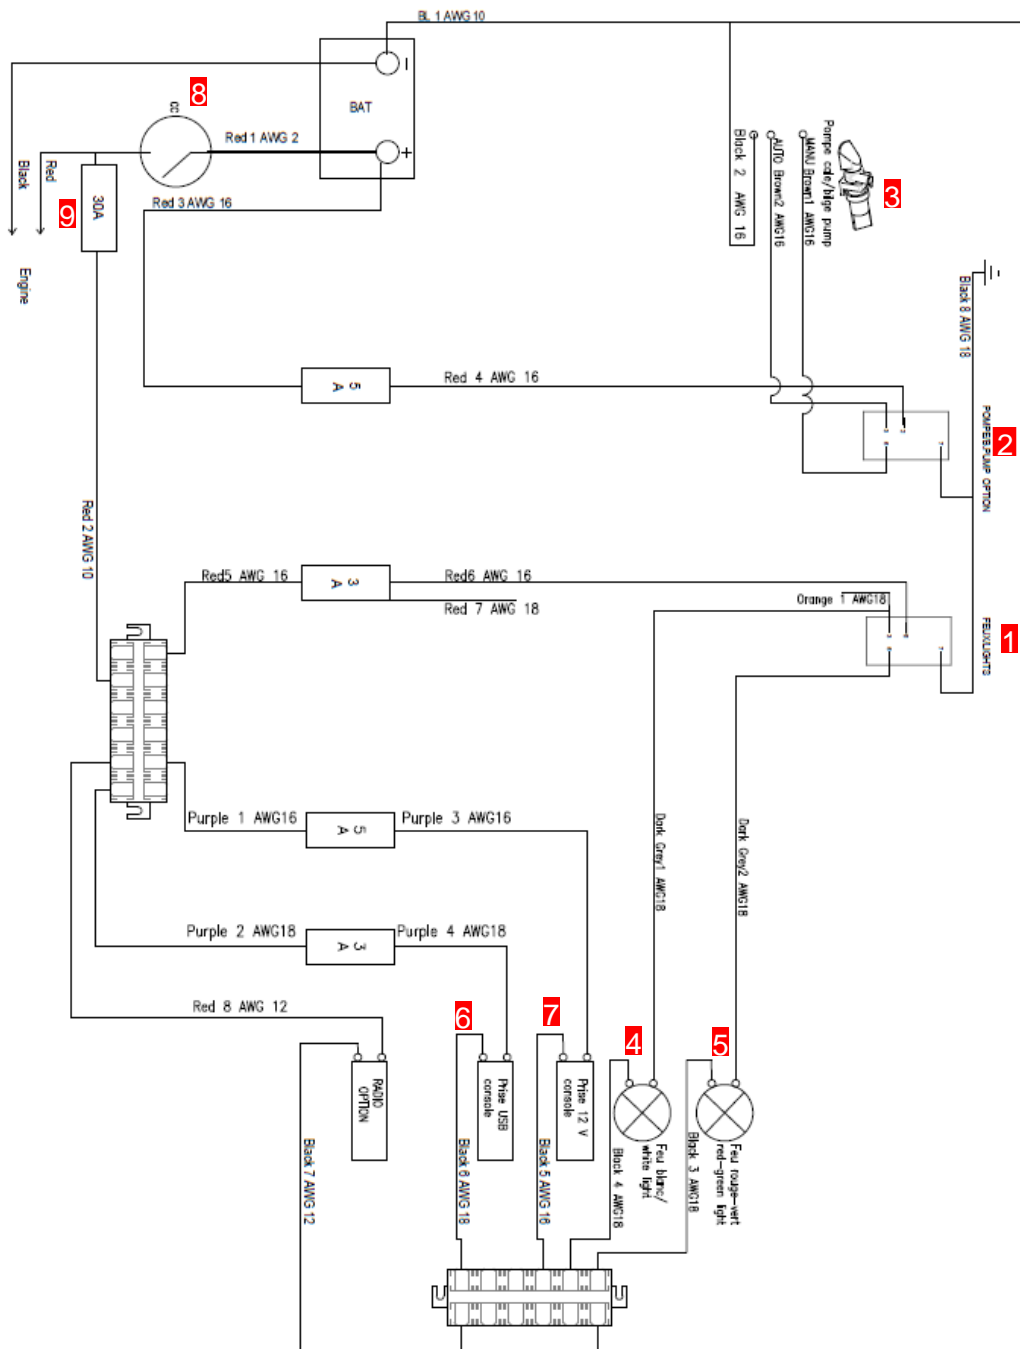 BL 1 AWG 10
8
CC
BAT
-
+
Red 1 AWG 2
Red 3 AWG 16
Black
Red
9
30A
Engine
Pompe cale/bilge pump
MANU Brown1 AWG16
AUTO Brown2 AWG16
Black 2 AWG 16
3
Black 8 AWG 18
5
A
Red 4 AWG 16
POMPE/B.PUMP OPTION
2
Red 2 AWG 10
Red5 AWG 16
3
A
Red6 AWG 16
Red 7 AWG 18
Orange 1 AWG18
FEUX/LIGHTS
1
Purple 1 AWG16
5
A
Purple 3 AWG16
Purple 2 AWG18
3
A
Purple 4 AWG18
Dark Grey1 AWG18
Dark Grey2 AWG18
Red 8 AWG 12
6
7
4
5
RADIO
OPTION
Prise USB
console
Prise 12 V
console
Feu blanc/
white light
Feu rouge-vert
red-green light
Black 7 AWG 12
Black 6 AWG 18
Black 5 AWG 16
Black 4 AWG18
Black 3 AWG18